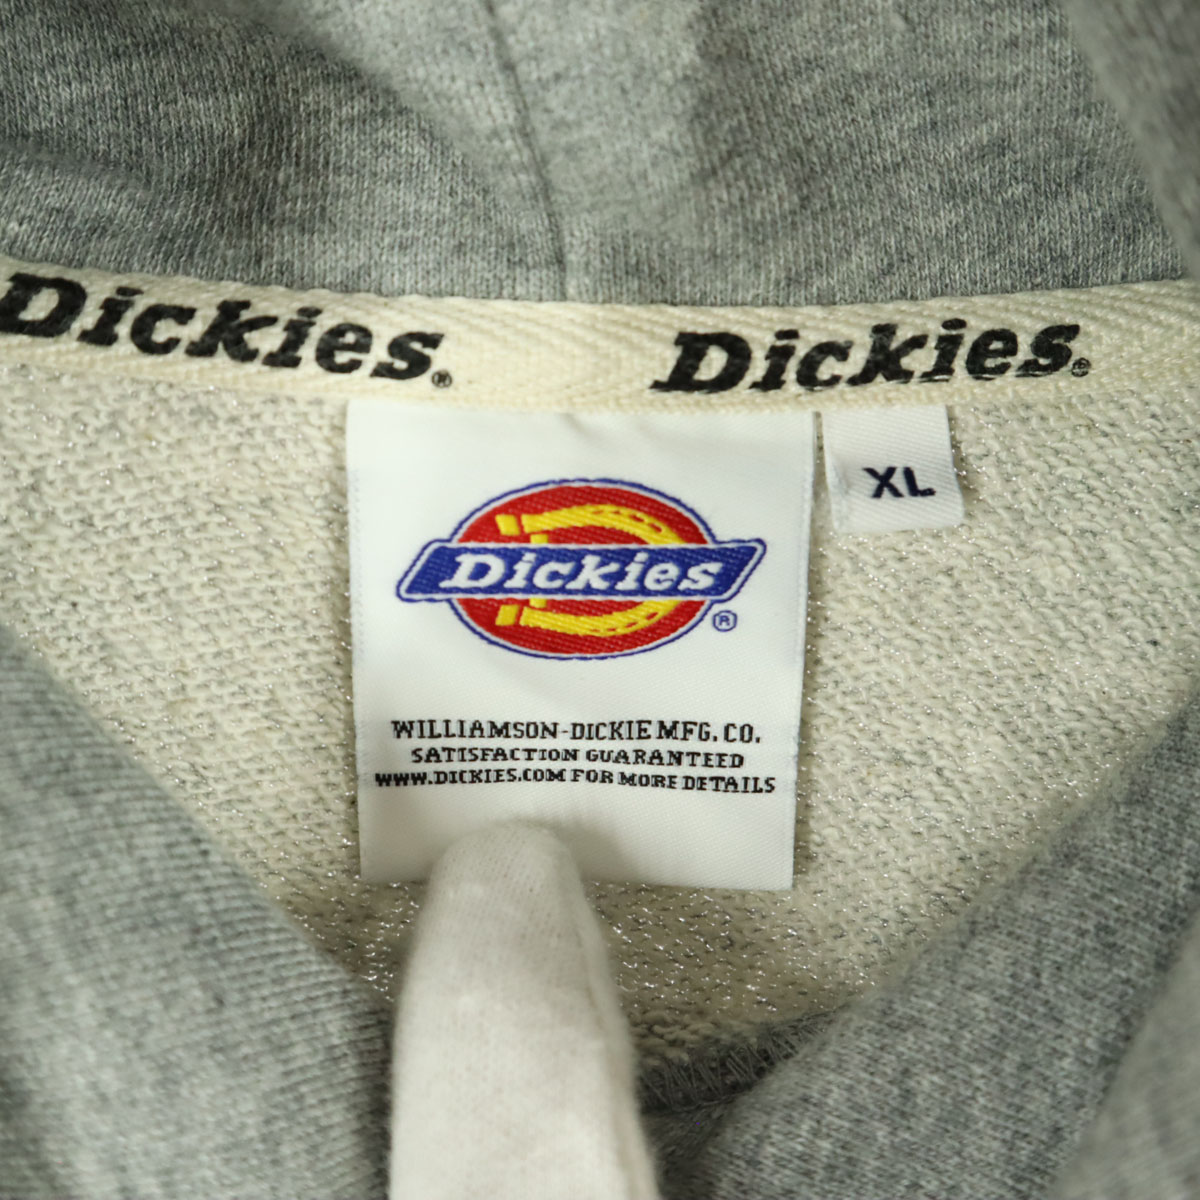 Dickies®
Dickies®
XL
Dickies
®
WILLIAMSON-DICKIE MFG. CO.
SATISFACTION GUARANTEED
WWW.DICKIES.COM FOR MORE DETAILS